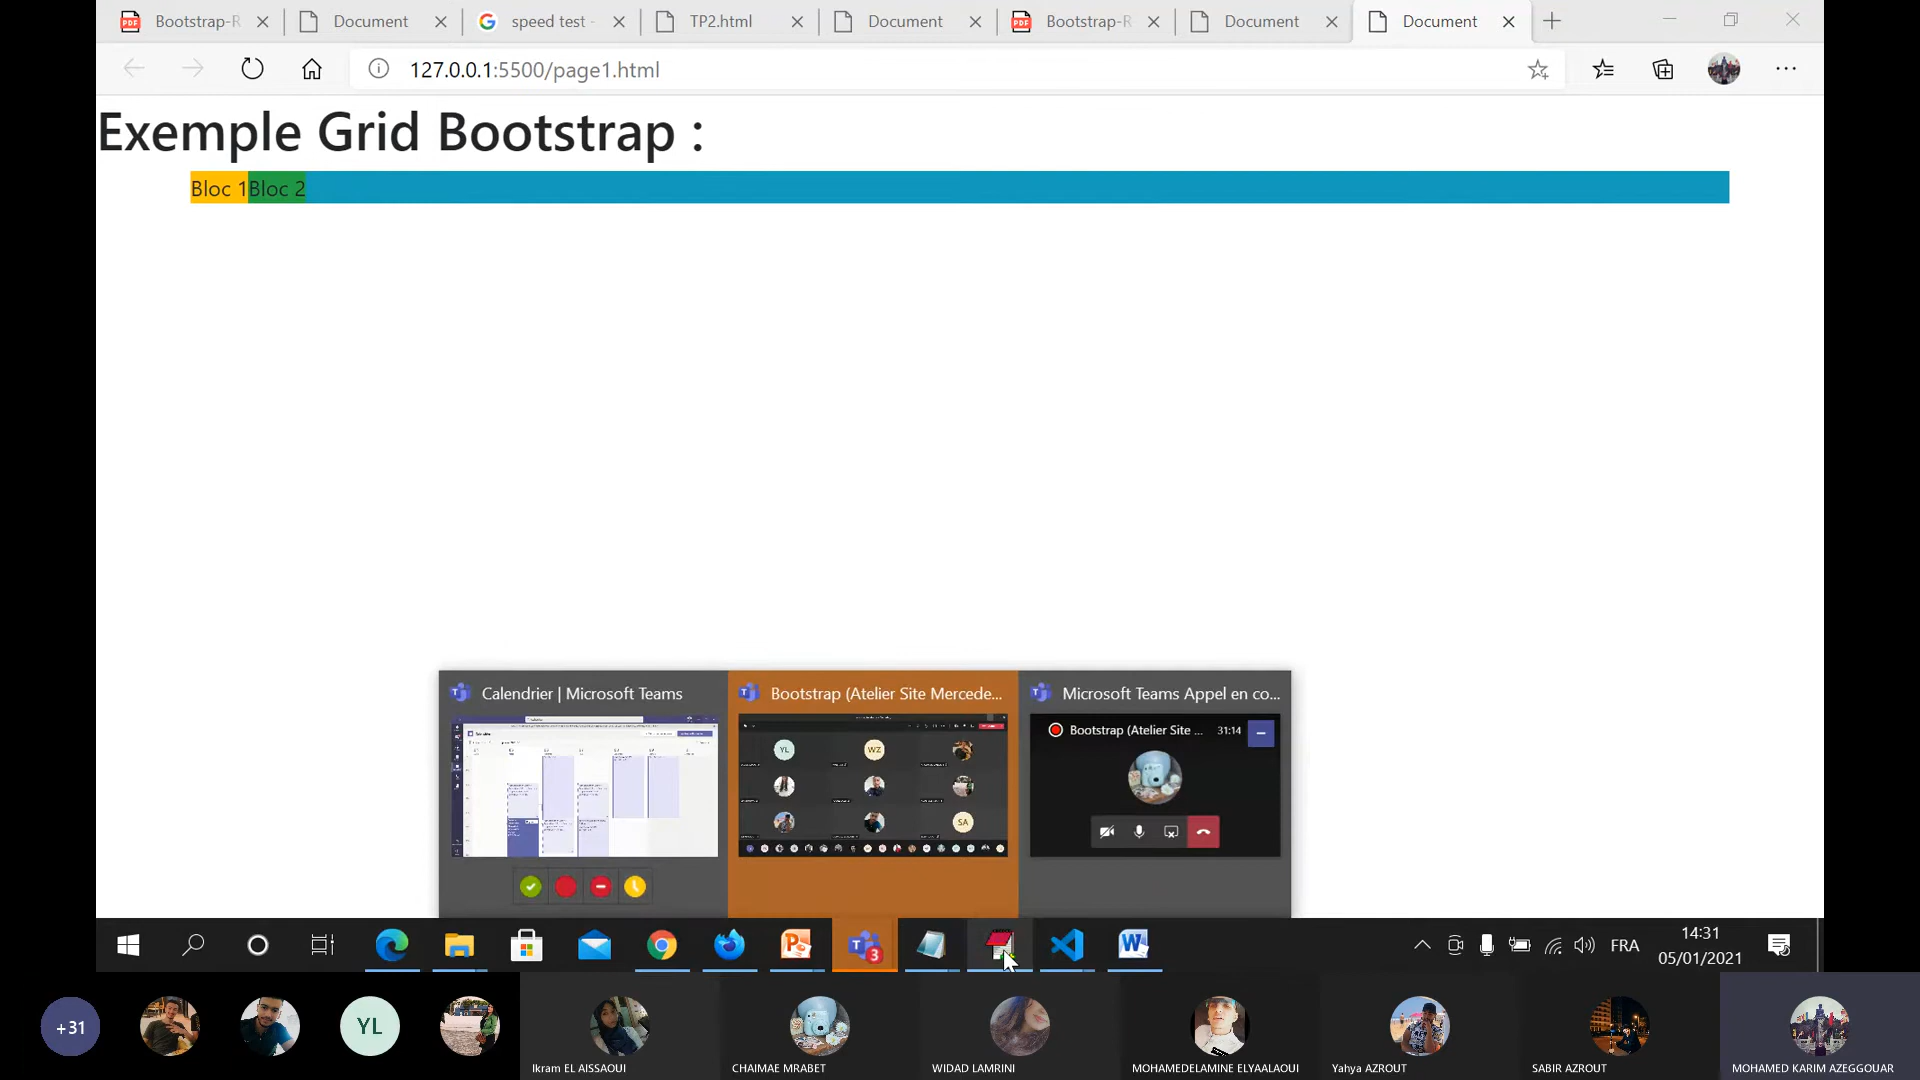 Bootstrap-R
Document
speed test -
TP2.html
Document
Bootstrap-R
Document
Document
127.0.0.1:5500/page1.html
Exemple Grid Bootstrap :
Bloc 1
Bloc 2
Calendrier | Microsoft Teams
Bootstrap (Atelier Site Mercede...
Microsoft Teams Appel en co...
YL
WZ
SA
Bootstrap (Atelier Site ...
31:14
3
FRA
14:31
05/01/2021
+31
YL
Ikram EL AISSAOUI
CHAIMAE MRABET
WIDAD LAMRINI
MOHAMEDELAMINE ELYAALAOUI
Yahya AZROUT
SABIR AZROUT
MOHAMED KARIM AZEGGOUAR